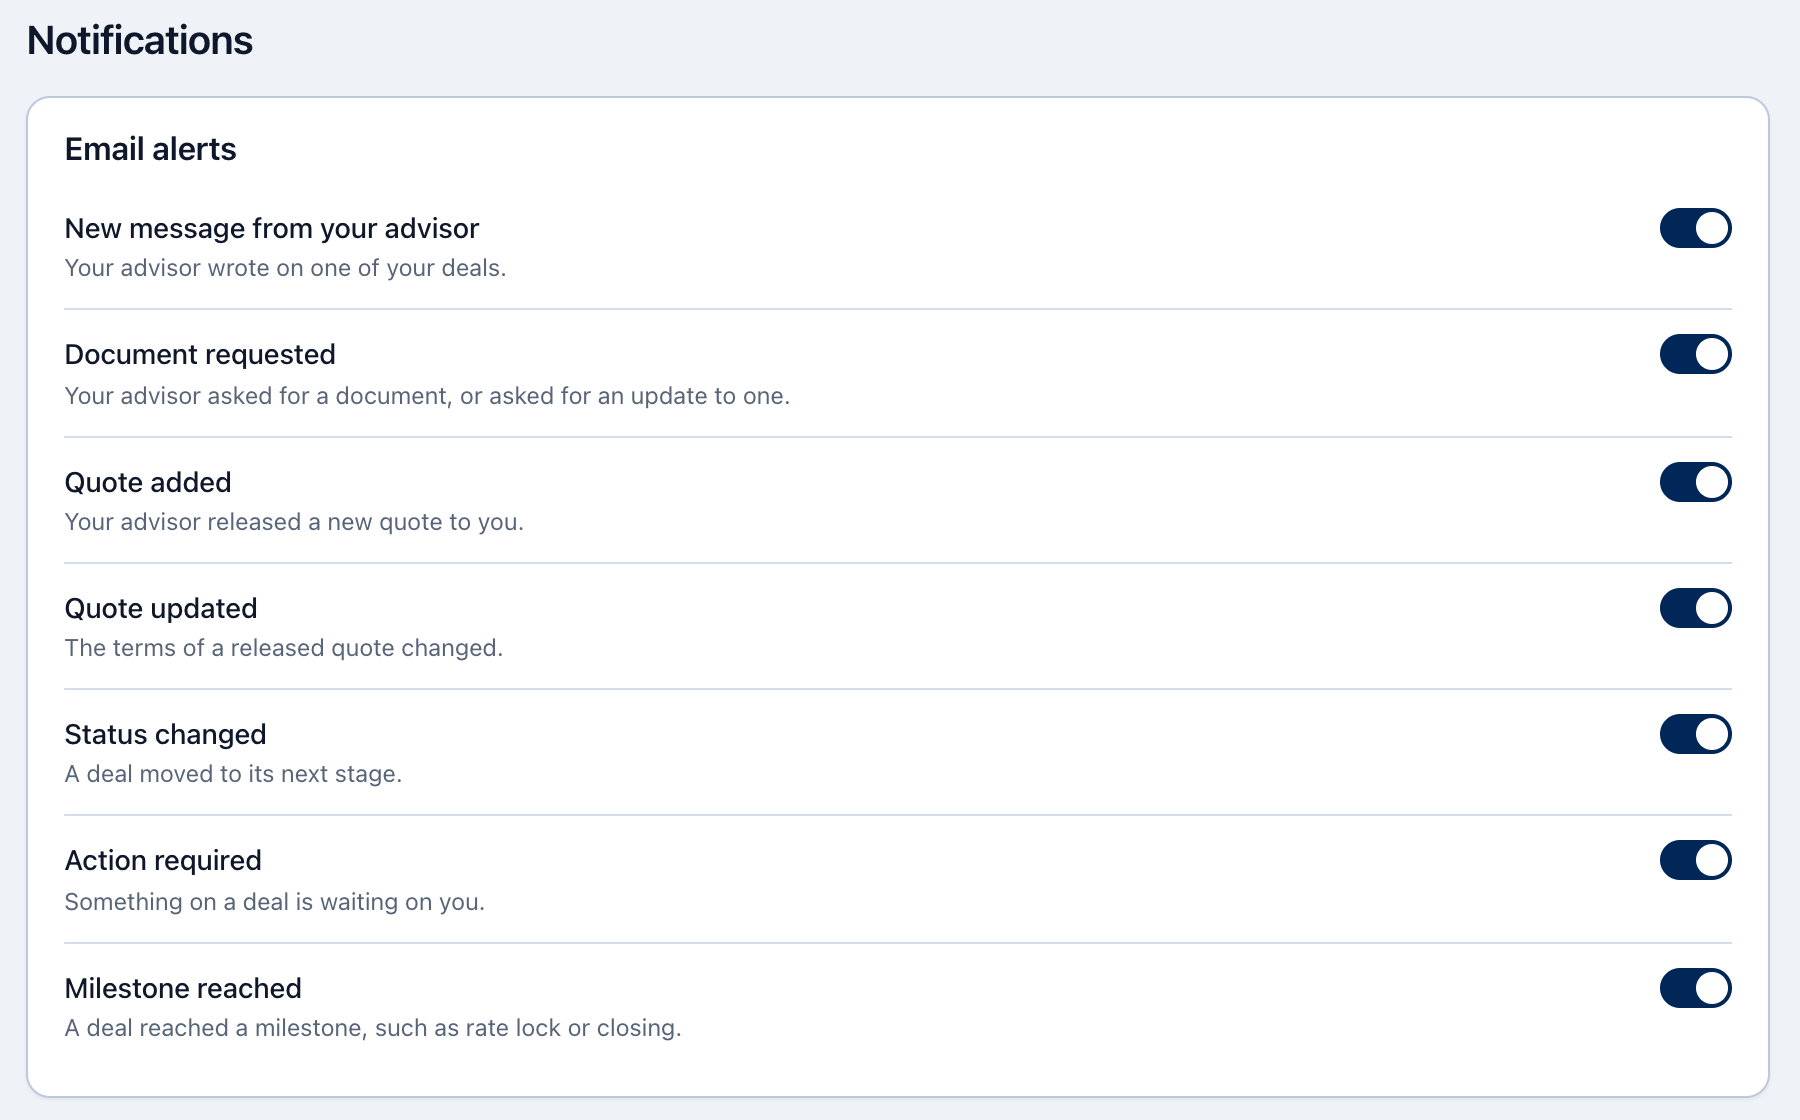 Notifications
Email alerts
New message from your advisor
Your advisor wrote on one of your deals.
Document requested
Your advisor asked for a document, or asked for an update to one.
Quote added
Your advisor released a new quote to you.
Quote updated
The terms of a released quote changed.
Status changed
A deal moved to its next stage.
Action required
Something on a deal is waiting on you.
Milestone reached
A deal reached a milestone, such as rate lock or closing.